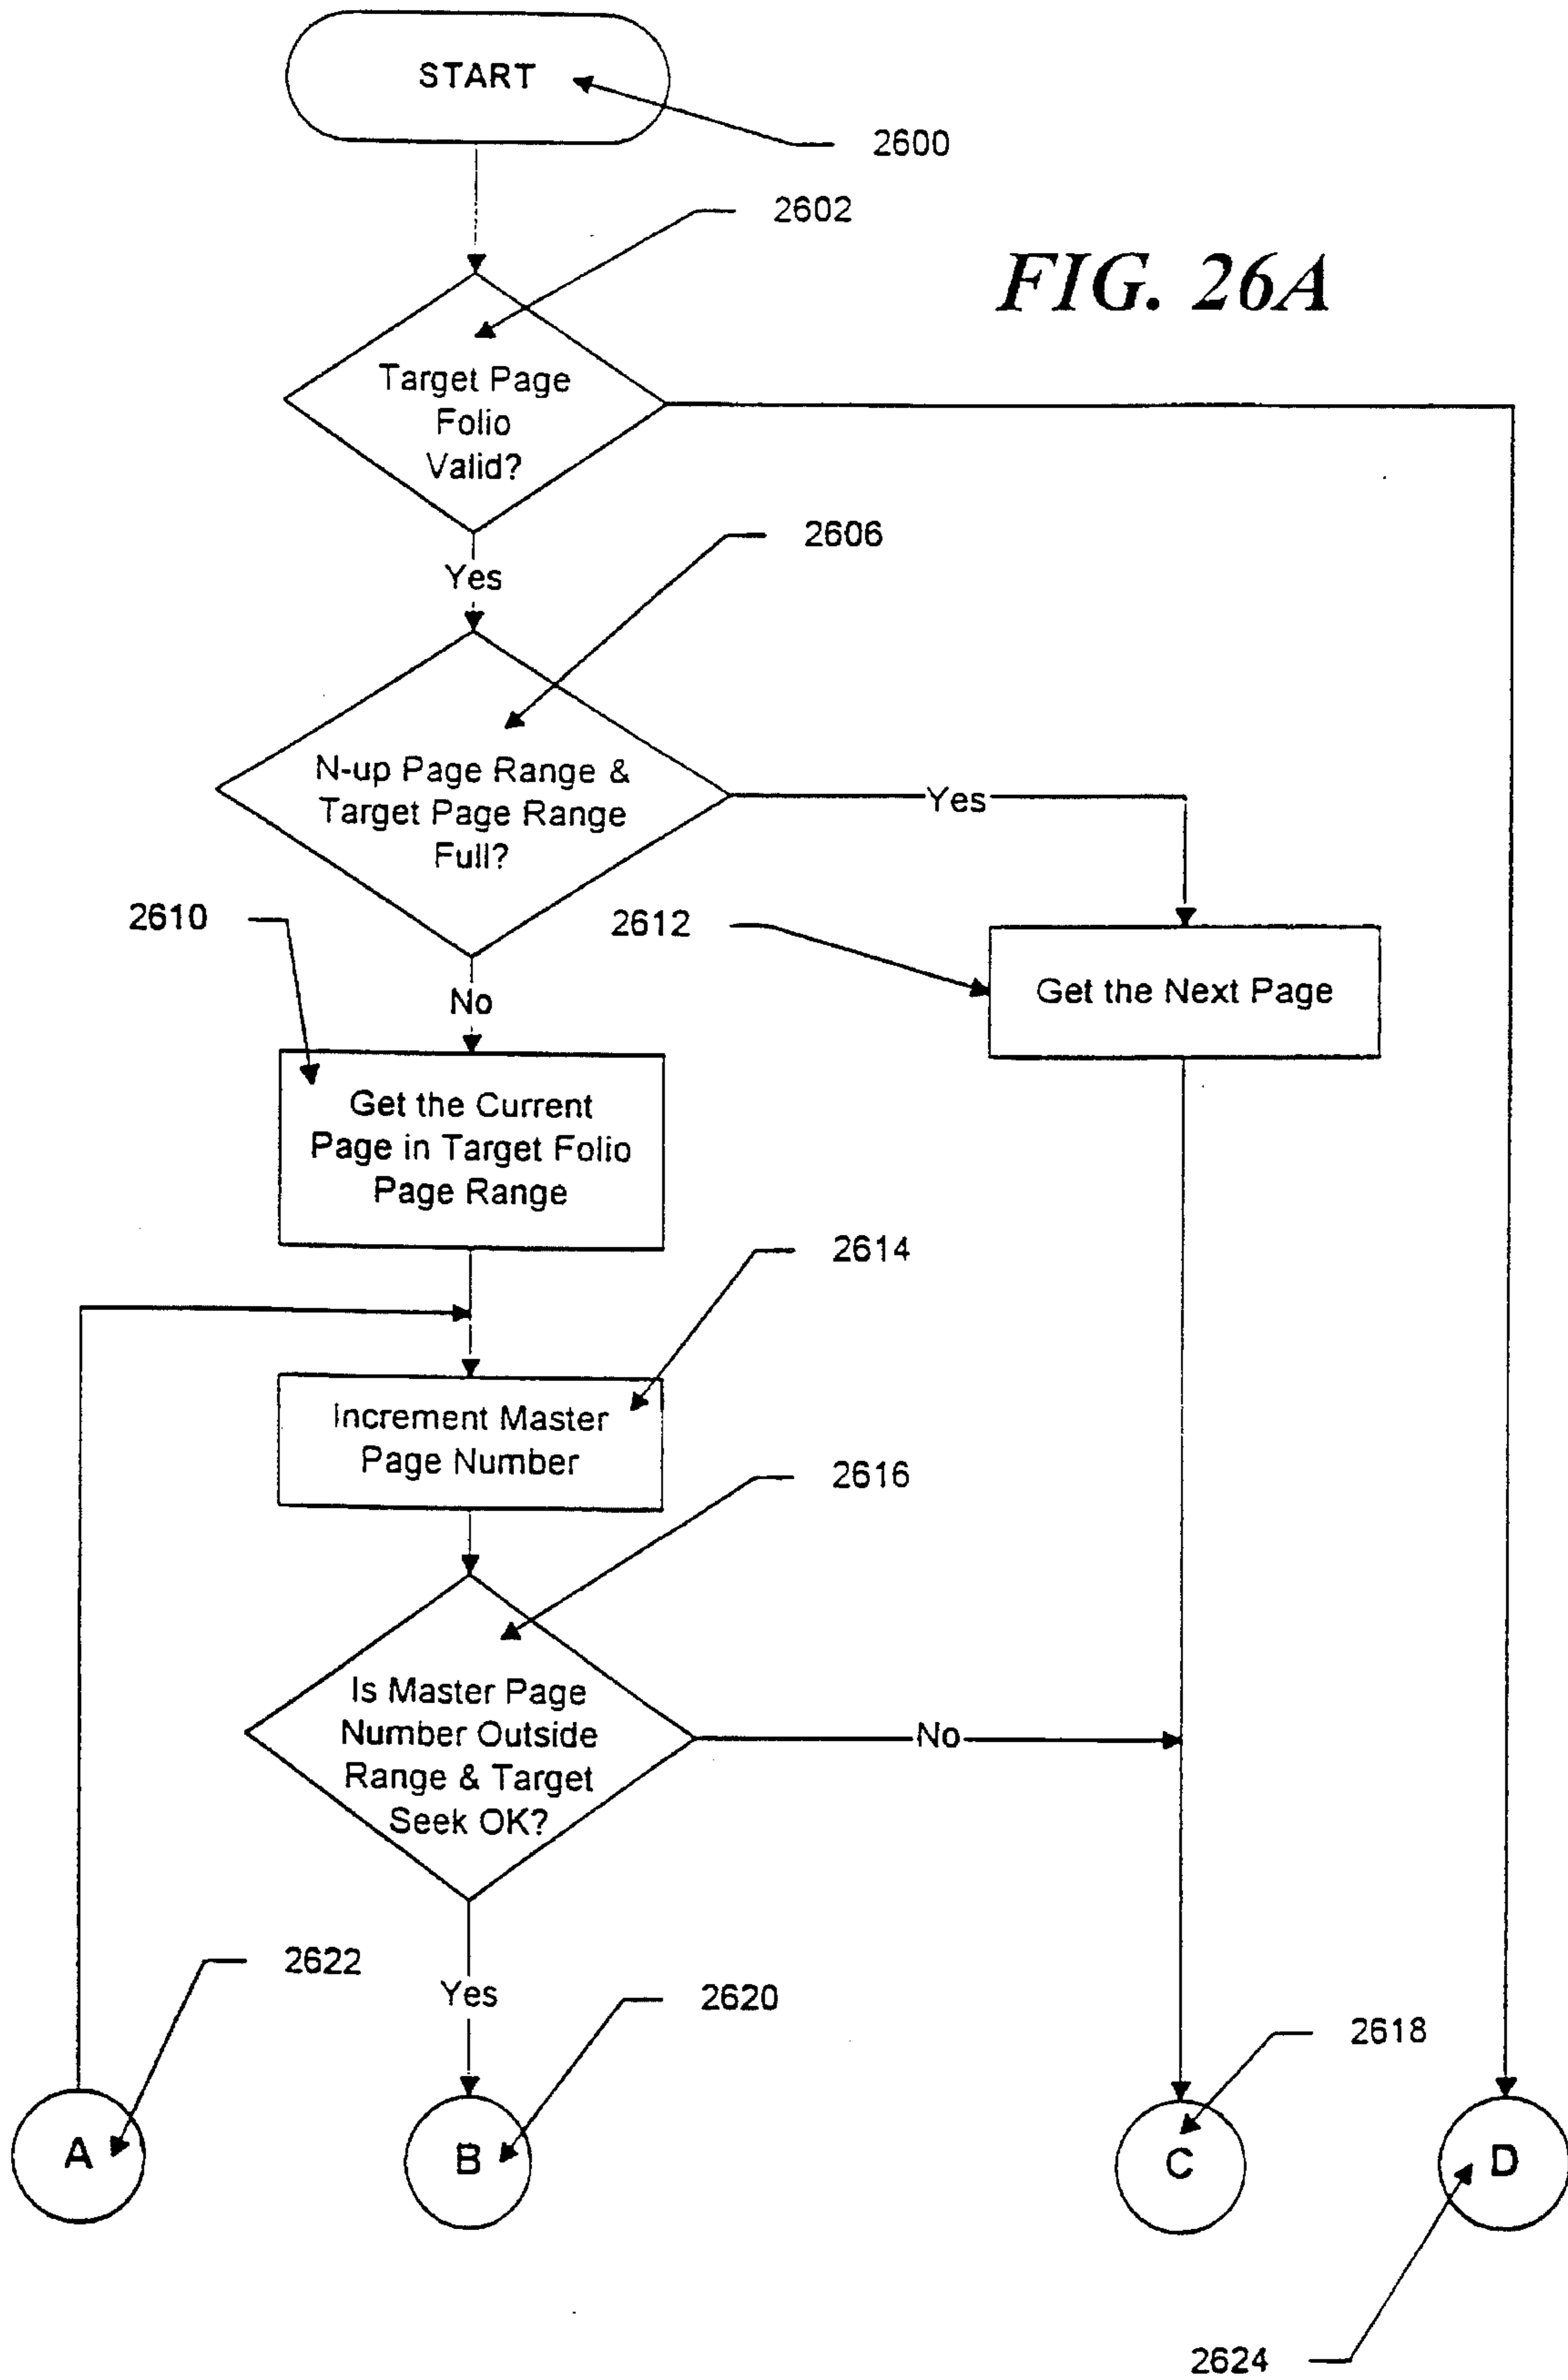 START
2600
2602
FIG. 26A
Target Page
Folio
Valid?
2606
Yes
N-up Page Range &
Target Page Range
Full?
Yes
2610
2612
No
Get the Next Page
Get the Current
Page in Target Folio
Page Range
2614
Increment Master
Page Number
2616
Is Master Page
Number Outside
Range & Target
Seek OK?
No
2622
Yes
2620
2618
A
B
C
D
2624